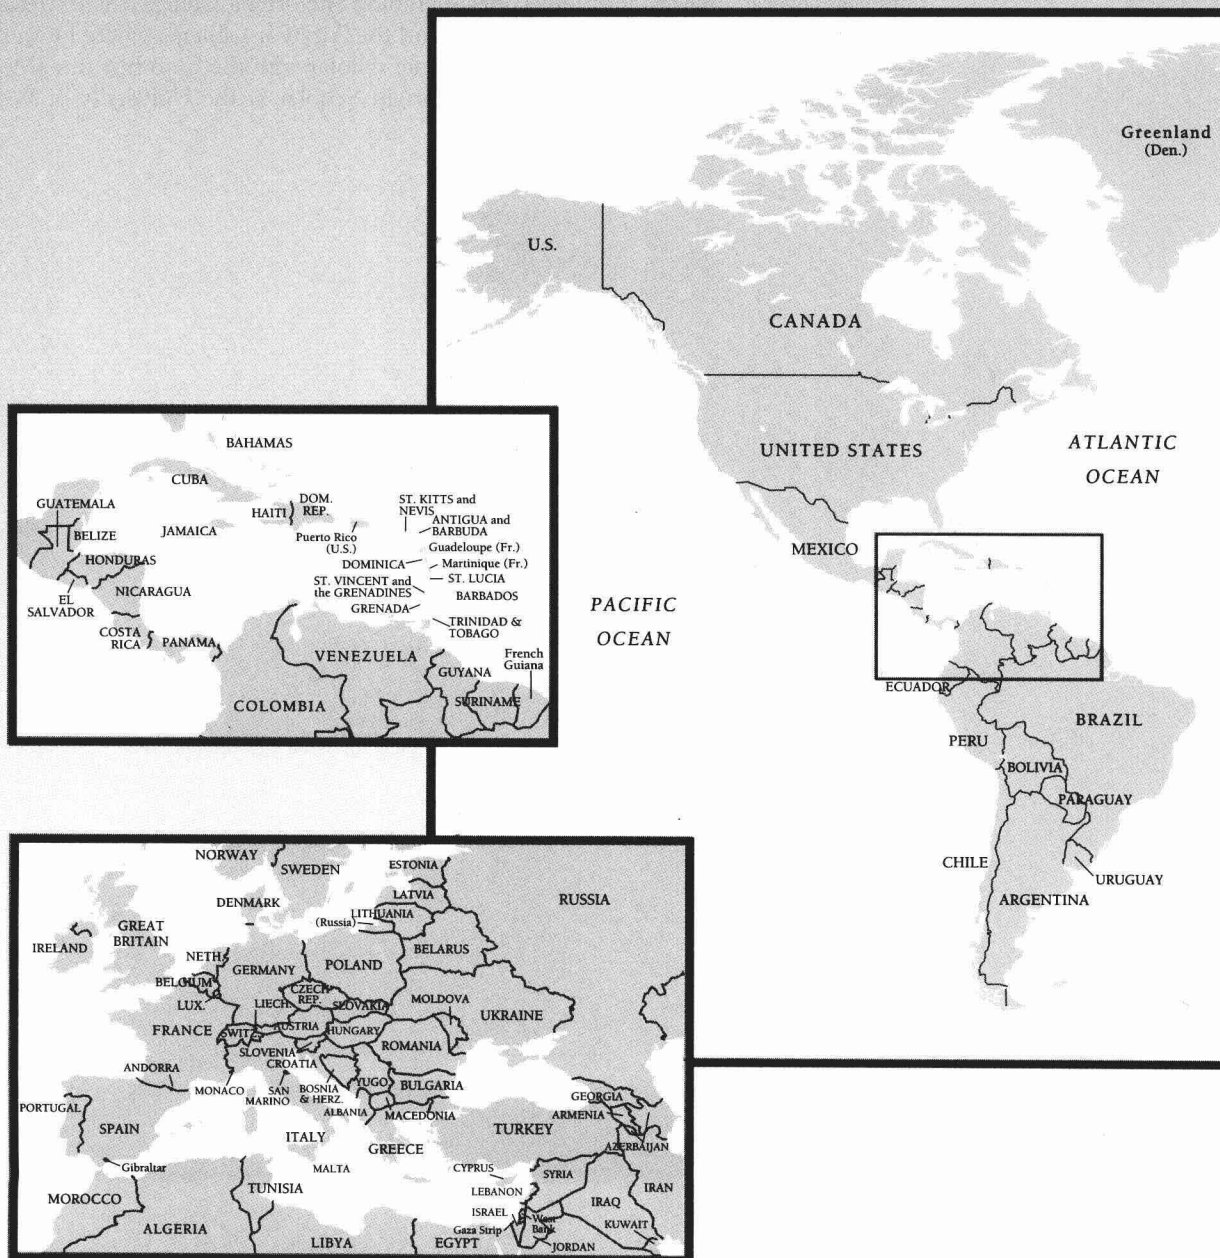 Greenland
(Den.)
U.S.
CANADA
UNITED STATES
ATLANTIC
OCEAN
MEXICO
PACIFIC
OCEAN
ECUADOR
BRAZIL
PERU
BOLIVIA
PARAGUAY
CHILE
URUGUAY
ARGENTINA
BAHAMAS
CUBA
GUATEMALA
HAITI
DOM.
REP.
ST. KITTS and
NEVIS
BELIZE
JAMAICA
Puerto Rico
(U.S.)
ANTIGUA and
BARBUDA
Guadeloupe (Fr.)
HONDURAS
DOMINICA
Martinique (Fr.)
ST. LUCIA
NICARAGUA
ST. VINCENT and
the GRENADINES
BARBADOS
EL
SALVADOR
GRENADA
COSTA
RICA
PANAMA
TRINIDAD &
TOBAGO
VENEZUELA
French
Guiana
GUYANA
COLOMBIA
SURINAME
NORWAY
SWEDEN
ESTONIA
RUSSIA
LATVIA
DENMARK
LITHUANIA
(Russia)
GREAT
BRITAIN
IRELAND
BELARUS
NETH.
GERMANY
POLAND
BELGIUM
CZECH
REP.
LUX.
LIECH.
SLOVAKIA
MOLDOVA
UKRAINE
FRANCE
SWITZ.
AUSTRIA
HUNGARY
ROMANIA
SLOVENIA
CROATIA
ANDORRA
MONACO
SAN
MARINO
BOSNIA
& HERZ.
YUGO.
BULGARIA
GEORGIA
PORTUGAL
SPAIN
ALBANIA
MACEDONIA
ARMENIA
ITALY
TURKEY
AZERBAIJAN
GREECE
Gibraltar
MALTA
CYPRUS
SYRIA
MOROCCO
TUNISIA
LEBANON
IRAQ
IRAN
ISRAEL
West
Bank
KUWAIT
ALGERIA
LIBYA
EGYPT
Gaza Strip
JORDAN